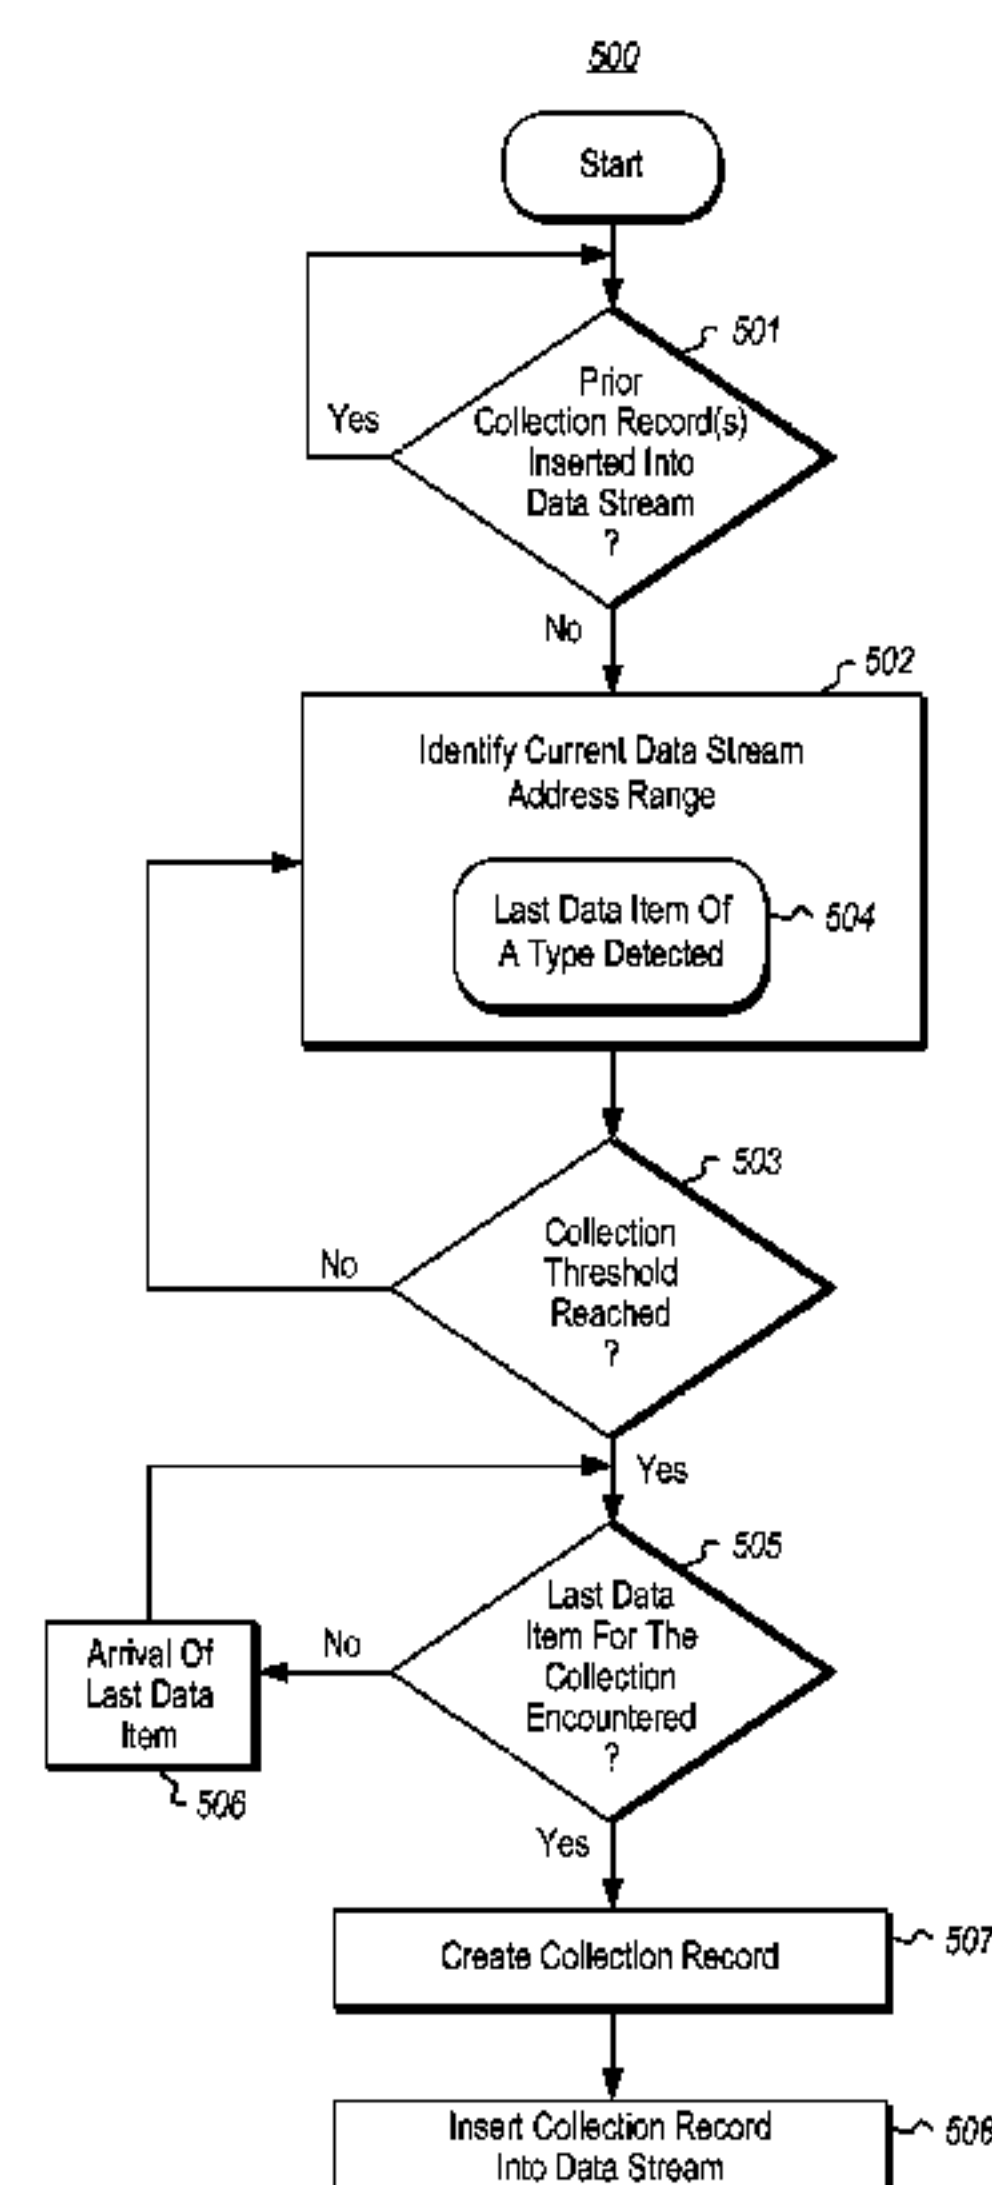 500
Start
501
Prior
Collection Record(s)
Inserted Into
Data Stream
?
Yes
No
502
Identify Current Data Stream
Address Range
Last Data Item Of
A Type Detected
504
503
Collection
Threshold
Reached
?
No
Yes
505
Last Data
Item For The
Collection
Encountered
?
No
Arrival Of
Last Data
Item
506
Yes
Create Collection Record
507
Insert Collection Record
Into Data Stream